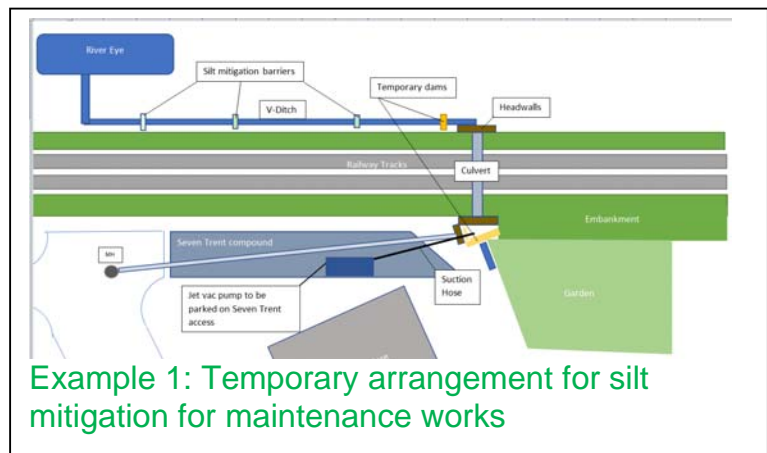 River Eye
Silt mitigation barriers
Temporary dams
V-Ditch
Headwalls
Railway Tracks
Culvert
Embankment
Seven Trent compound
MH
Suction
Hose
Garden
Jet vac pump to be
parked on Seven Trent
access
Example 1: Temporary arrangement for silt
mitigation for maintenance works